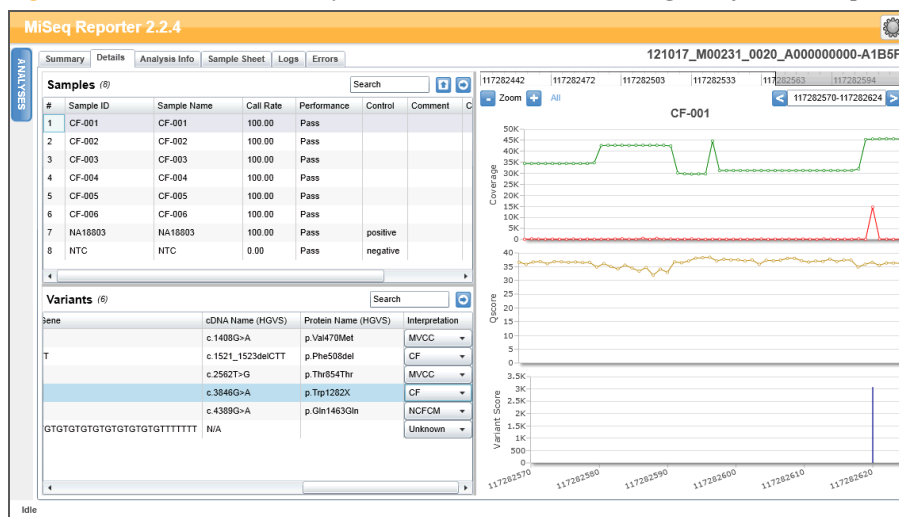 MiSeq Reporter 2.2.4
ANALYSES
Summary Details Analysis Info Sample Sheet Logs Errors
121017_M00231_0020_A000000000-A1B5F
Samples (8)
Search
# Sample ID Sample Name Call Rate Performance Control Comment C
1 CF-001 CF-001 100.00 Pass
2 CF-002 CF-002 100.00 Pass
3 CF-003 CF-003 100.00 Pass
4 CF-004 CF-004 100.00 Pass
5 CF-005 CF-005 100.00 Pass
6 CF-006 CF-006 100.00 Pass
7 NA18803 NA18803 100.00 Pass positive
8 NTC NTC 0.00 Pass negative
Variants (6)
Search
Gene cDNA Name (HGVS) Protein Name (HGVS) Interpretation
c.1408G>A p.Val470Met MVCC
T c.1521_1523delCTT p.Phe508del CF
c.2562T>G p.Thr854Thr MVCC
c.3846G>A p.Trp1282X CF
c.4389G>A p.Gln1463Gln NCFCM
GTGTGTGTGTGTGTGTGTGTTTTTTT N/A Unknown
117282442 117282472 117282503 117282533 117282563 117282594
- Zoom + All
< 117282570-117282624 >
CF-001
Coverage
50K
45K
40K
35K
30K
25K
20K
15K
10K
5K
0
Qscore
40
35
30
25
20
15
10
5
0
Variant Score
3.5K
3K
2.5K
2K
1.5K
1K
500
0
117282570 117282580 117282590 117282600 117282610 117282620
Idle